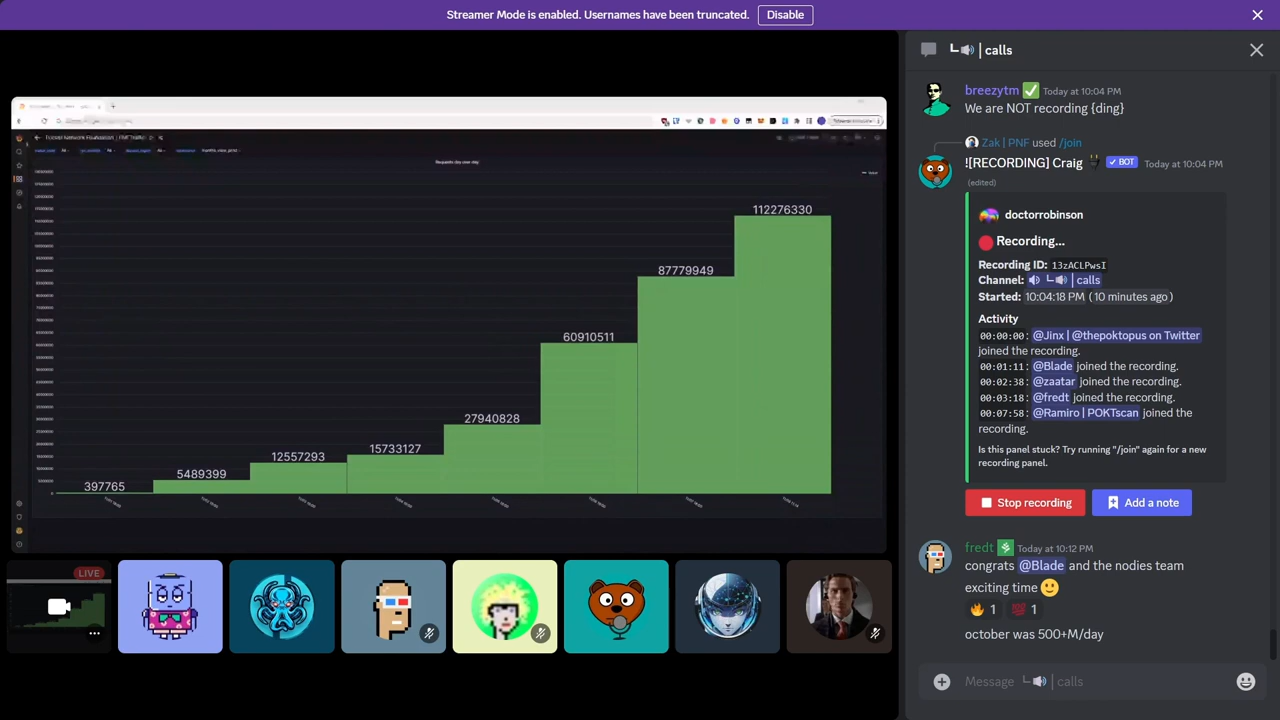 Streamer Mode is enabled. Usernames have been truncated.
Disable
calls
breezytm Today at 10:04 PM
We are NOT recording {ding}
Zak | PNF used /join
![RECORDING] Craig BOT Today at 10:04 PM
(edited)
doctorrobinson
Recording...
Recording ID: 13zACLPwsI
Channel: calls
Started: 10:04:18 PM (10 minutes ago)
Activity
00:00:00: @Jinx | @thepoktopus on Twitter
joined the recording.
00:01:11: @Blade joined the recording.
00:02:38: @zaatar joined the recording.
00:03:18: @fredt joined the recording.
00:07:58: @Ramiro | POKTscan joined the
recording.
Is this panel stuck? Try running "/join" again for a new
recording panel.
Stop recording
Add a note
fredt Today at 10:12 PM
congrats @Blade and the nodies team
exciting time
1 1
october was 500+M/day
Message calls
Requests day over day
112276330
87779949
60910511
27940828
15733127
12557293
5489399
397765
LIVE